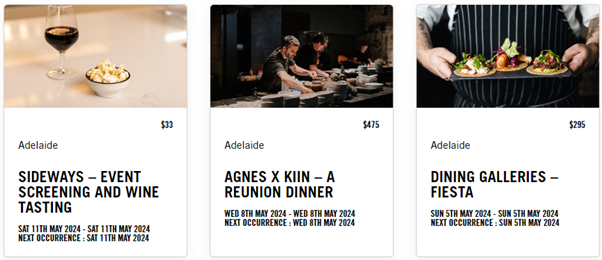 $33
Adelaide
SIDEWAYS – EVENT
SCREENING AND WINE
TASTING
SAT 11TH MAY 2024 - SAT 11TH MAY 2024
NEXT OCCURRENCE : SAT 11TH MAY 2024
$475
Adelaide
AGNES X KIIN – A
REUNION DINNER
WED 8TH MAY 2024 - WED 8TH MAY 2024
NEXT OCCURRENCE : WED 8TH MAY 2024
$295
Adelaide
DINING GALLERIES –
FIESTA
SUN 5TH MAY 2024 - SUN 5TH MAY 2024
NEXT OCCURRENCE : SUN 5TH MAY 2024